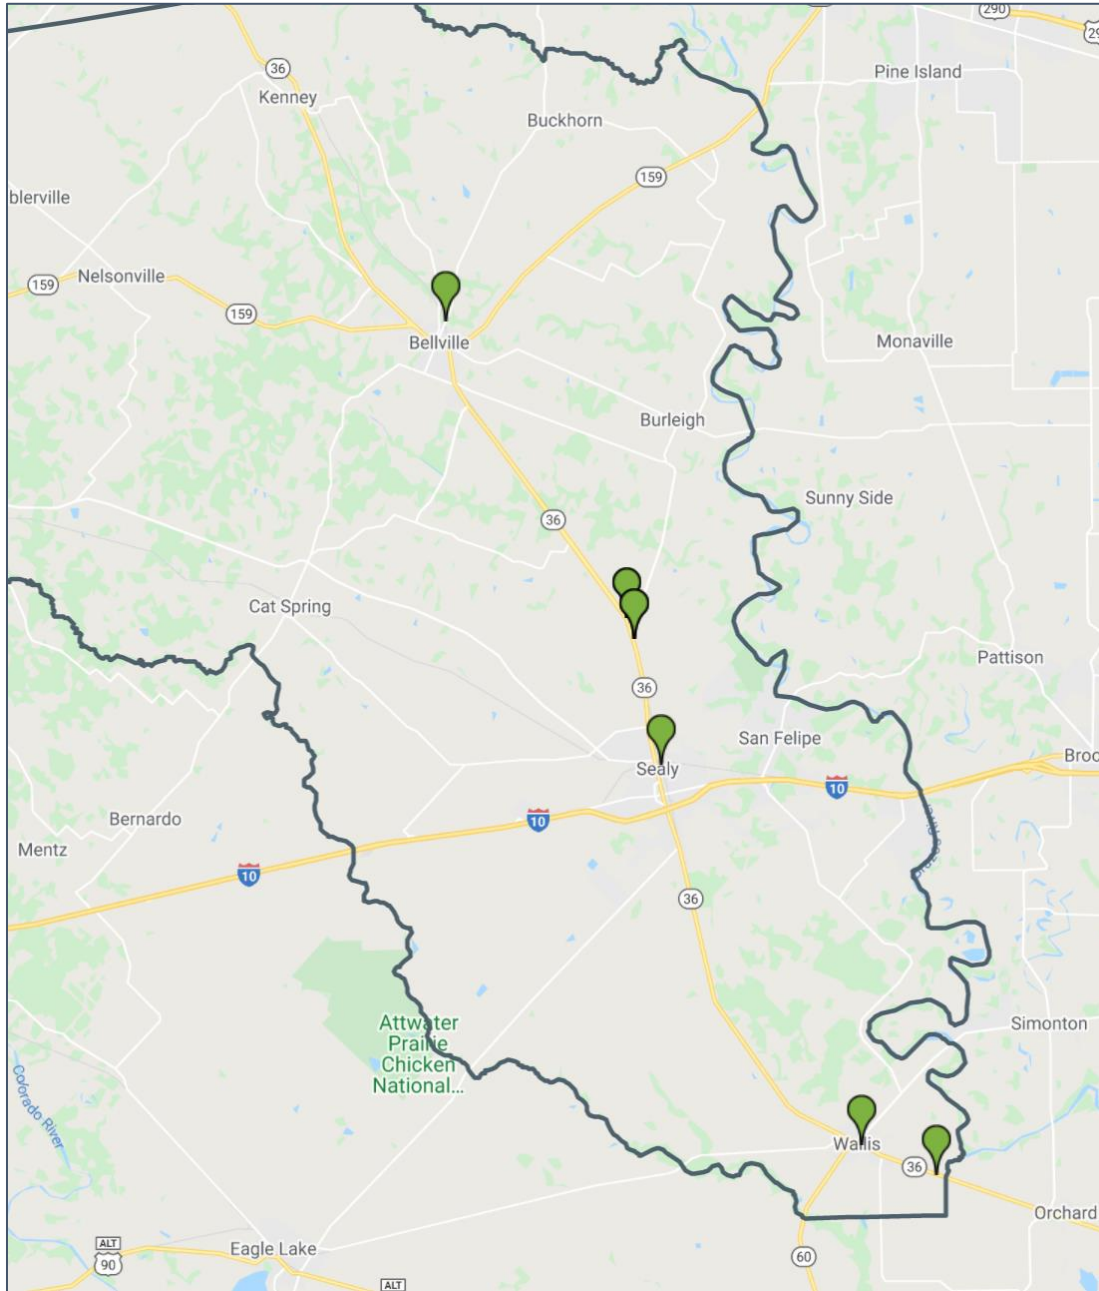 290
29
36
Pine Island
Kenney
Buckhorn
159
blerville
Nelsonville
159
159
Bellville
Monaville
Burleigh
Sunny Side
36
Cat Spring
Pattison
36
San Felipe
Sealy
Broo
10
Bernardo
10
Mentz
10
36
Attwater
Prairie
Chicken
National...
Simonton
Colorado River
Wallis
36
Orchard
ALT
90
Eagle Lake
60
ALT